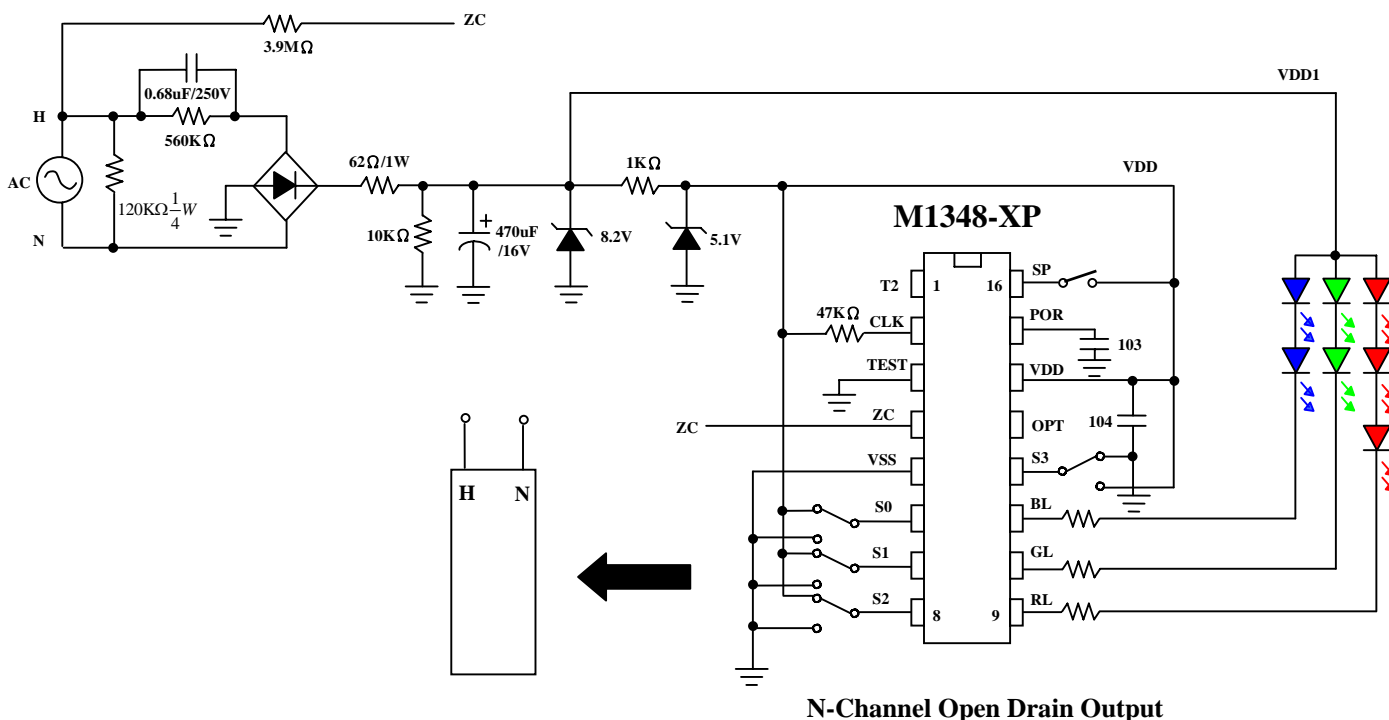 ZC
3.9MΩ
0.68uF/250V
H
560KΩ
VDD1
AC
120KΩ 1/4 W
N
62Ω/1W
10KΩ
+
470uF
/16V
8.2V
1KΩ
5.1V
VDD
M1348-XP
T2
1
16
SP
47KΩ
CLK
POR
103
TEST
VDD
ZC
ZC
OPT
104
VSS
S3
H
N
S0
BL
S1
GL
S2
8
9
RL
N-Channel Open Drain Output